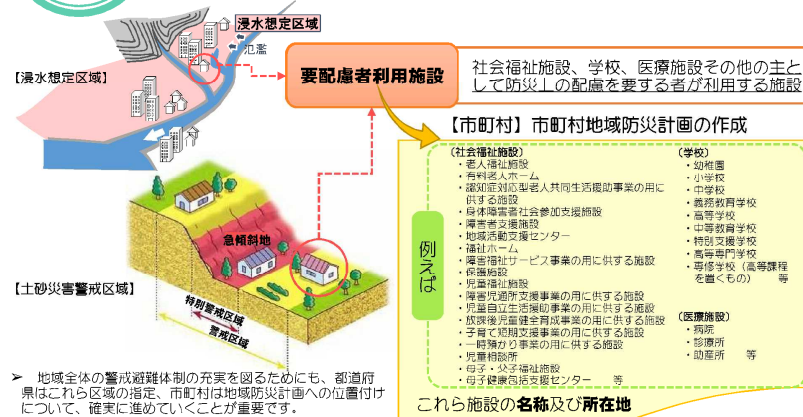 浸水想定区域
氾濫
【浸水想定区域】
要配慮者利用施設
社会福祉施設、学校、医療施設その他の主と
して防災上の配慮を要する者が利用する施設
【市町村】市町村地域防災計画の作成
例えば
（社会福祉施設）
・老人福祉施設
・有料老人ホーム
・認知症対応型老人共同生活援助事業の用に
供する施設
・身体障害者社会参加支援施設
・障害者支援施設
・地域活動支援センター
・福祉ホーム
・障害福祉サービス事業の用に供する施設
・保護施設
・児童福祉施設
・障害児通所支援事業の用に供する施設
・児童自立生活援助事業の用に供する施設
・放課後児童健全育成事業の用に供する施設
・子育て短期支援事業の用に供する施設
・一時預かり事業の用に供する施設
・児童相談所
・母子・父子福祉施設
・母子健康包括支援センター 等
（学校）
・幼稚園
・小学校
・中学校
・義務教育学校
・高等学校
・中等教育学校
・特別支援学校
・高等専門学校
・専修学校（高等課程
を置くもの） 等
（医療施設）
・病院
・診療所
・助産所 等
これら施設の名称及び所在地
急傾斜地
【土砂災害警戒区域】
特別警戒区域
警戒区域
➢ 地域全体の警戒避難体制の充実を図るためにも、都道府
県はこれら区域の指定、市町村は地域防災計画への位置付け
について、確実に進めていくことが重要です。